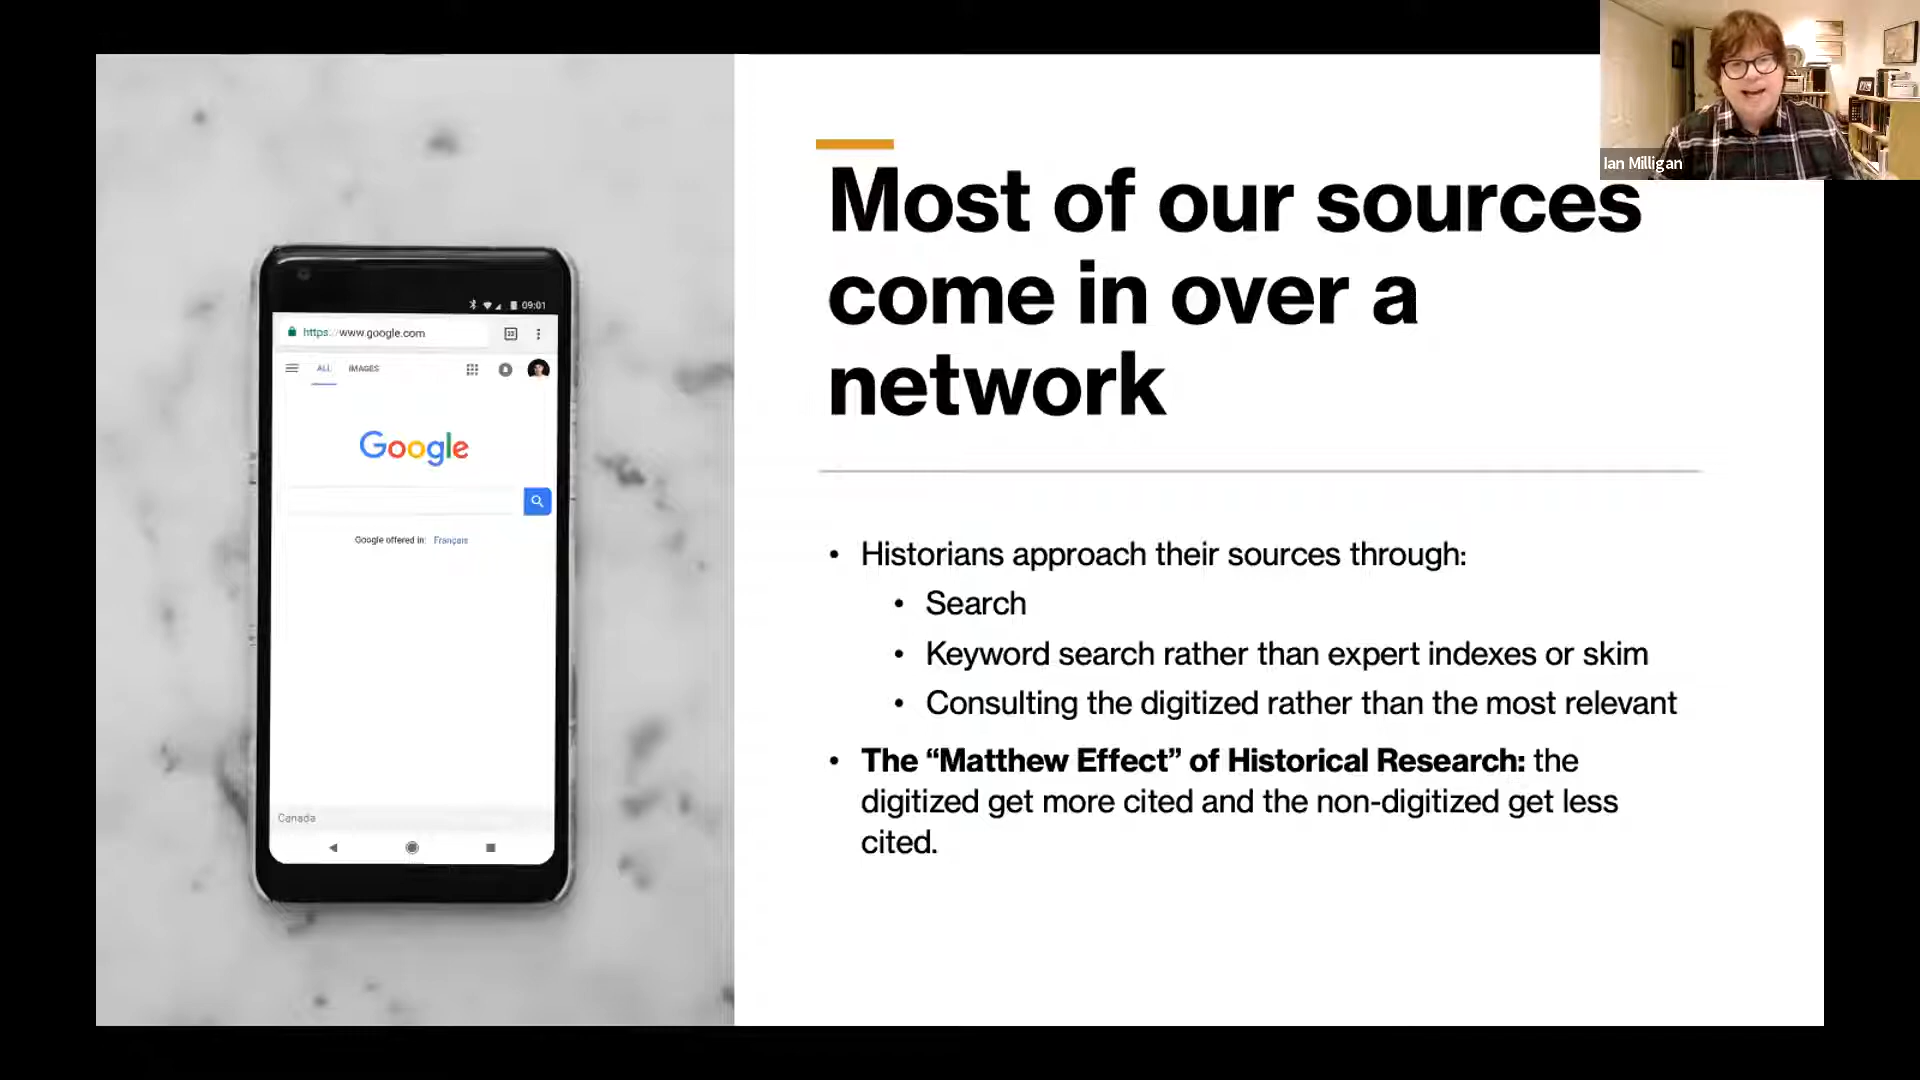 Ian Milligan
Most of our sources
come in over a
network
• Historians approach their sources through:
• Search
• Keyword search rather than expert indexes or skim
• Consulting the digitized rather than the most relevant
• The “Matthew Effect” of Historical Research: the
digitized get more cited and the non-digitized get less
cited.
09:01
https://www.google.com
ALL IMAGES
Google
Google offered in: Français
Canada